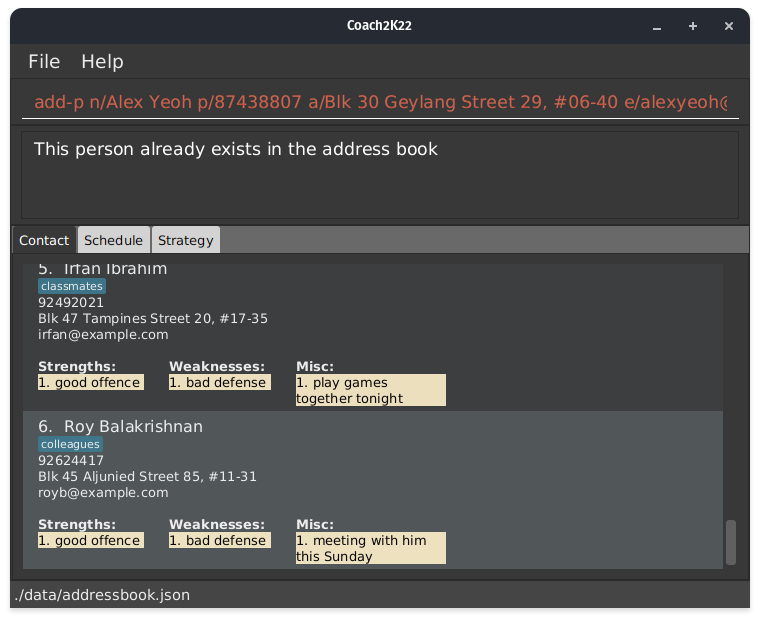 Coach2K22
File Help
add-p n/Alex Yeoh p/87438807 a/Blk 30 Geylang Street 29, #06-40 e/alexyeoh@
This person already exists in the address book
Contact Schedule Strategy
5. Irfan Ibrahim
classmates
92492021
Blk 47 Tampines Street 20, #17-35
irfan@example.com
Strengths: Weaknesses: Misc:
1. good offence 1. bad defense 1. play games
together tonight
6. Roy Balakrishnan
colleagues
92624417
Blk 45 Aljunied Street 85, #11-31
royb@example.com
Strengths: Weaknesses: Misc:
1. good offence 1. bad defense 1. meeting with him
this Sunday
./data/addressbook.json